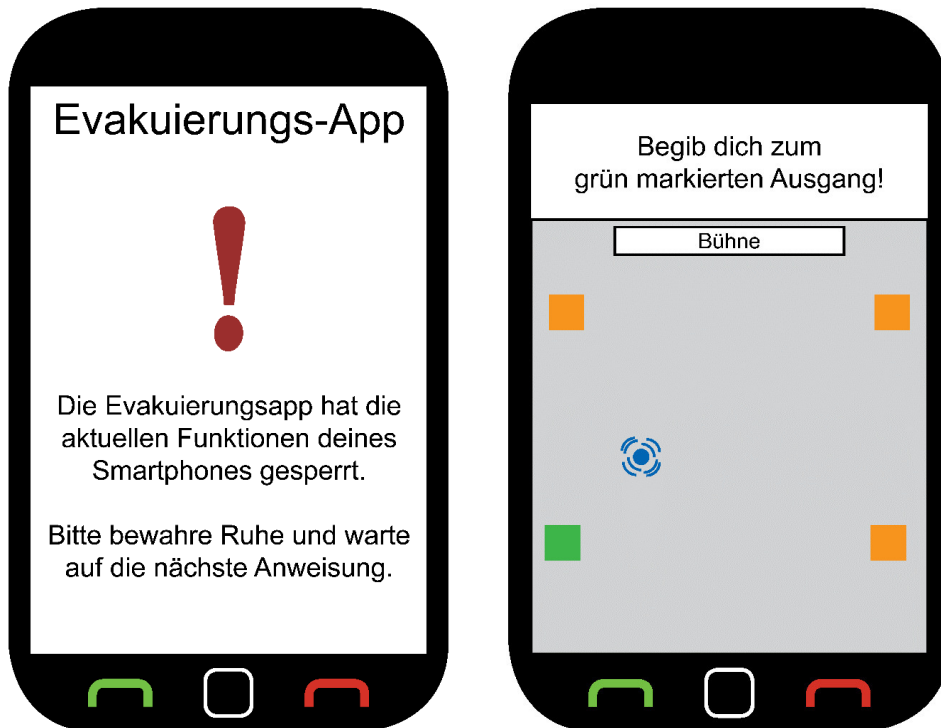 Evakuierungs-App
Die Evakuierungsapp hat die
aktuellen Funktionen deines
Smartphones gesperrt.
Bitte bewahre Ruhe und warte
auf die nächste Anweisung.
Begib dich zum
grün markierten Ausgang!
Bühne